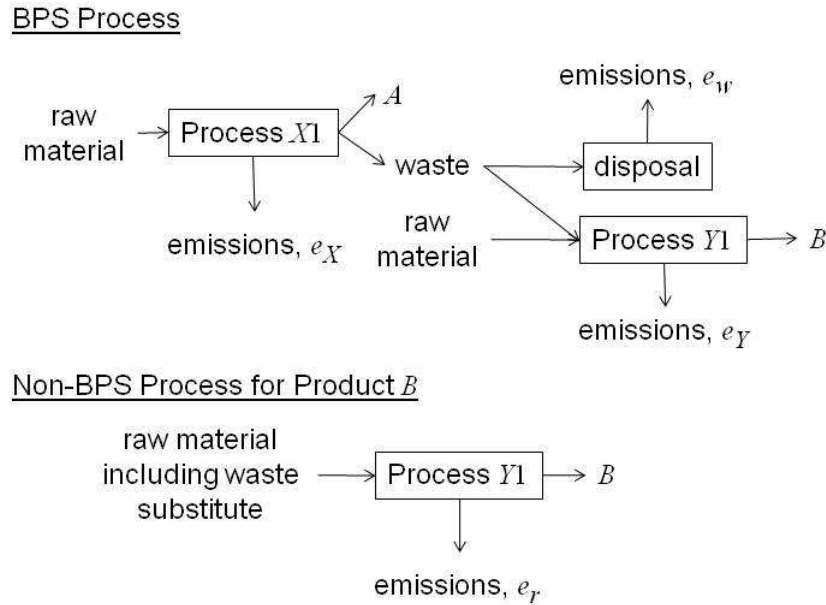 BPS Process
emissions, e_w
A
raw
material
Process X1
waste
disposal
raw
material
Process Y1
B
emissions, e_X
emissions, e_Y
Non-BPS Process for Product B
raw material
including waste
substitute
Process Y1
B
emissions, e_r